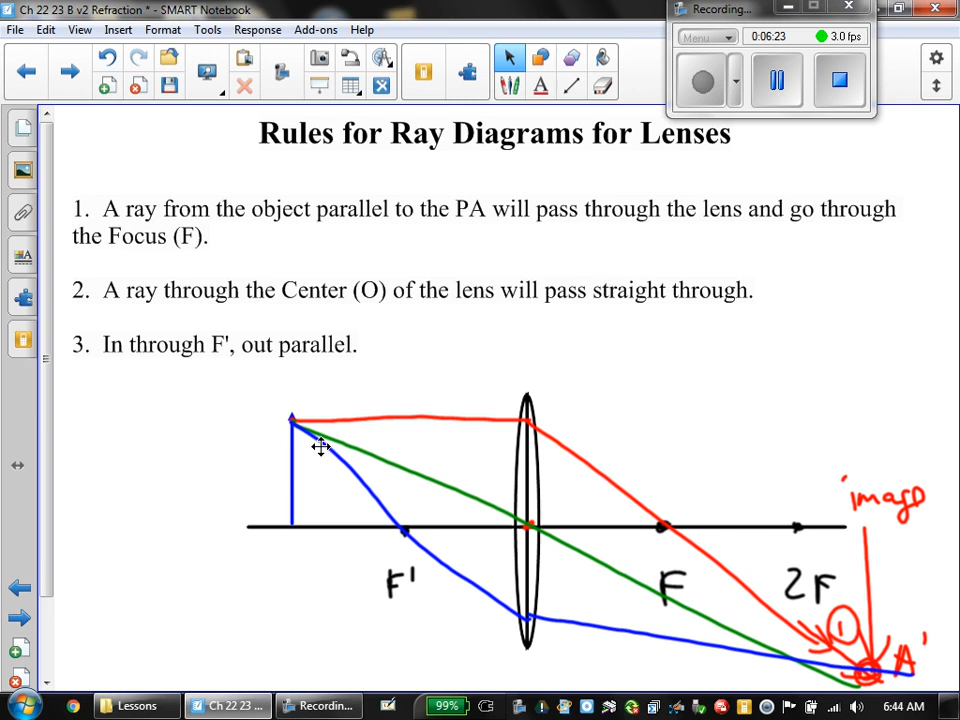 Ch 22 23 B v2 Refraction * - SMART Notebook
Recording...
File Edit View Insert Format Tools Response Add-ons Help
Menu
0:06:23
3.0 fps
Rules for Ray Diagrams for Lenses
1. A ray from the object parallel to the PA will pass through the lens and go through
the Focus (F).
2. A ray through the Center (O) of the lens will pass straight through.
3. In through F', out parallel.
image
F'
F
2F
1
A'
Lessons
Ch 22 23 ...
Recordin...
99%
6:44 AM